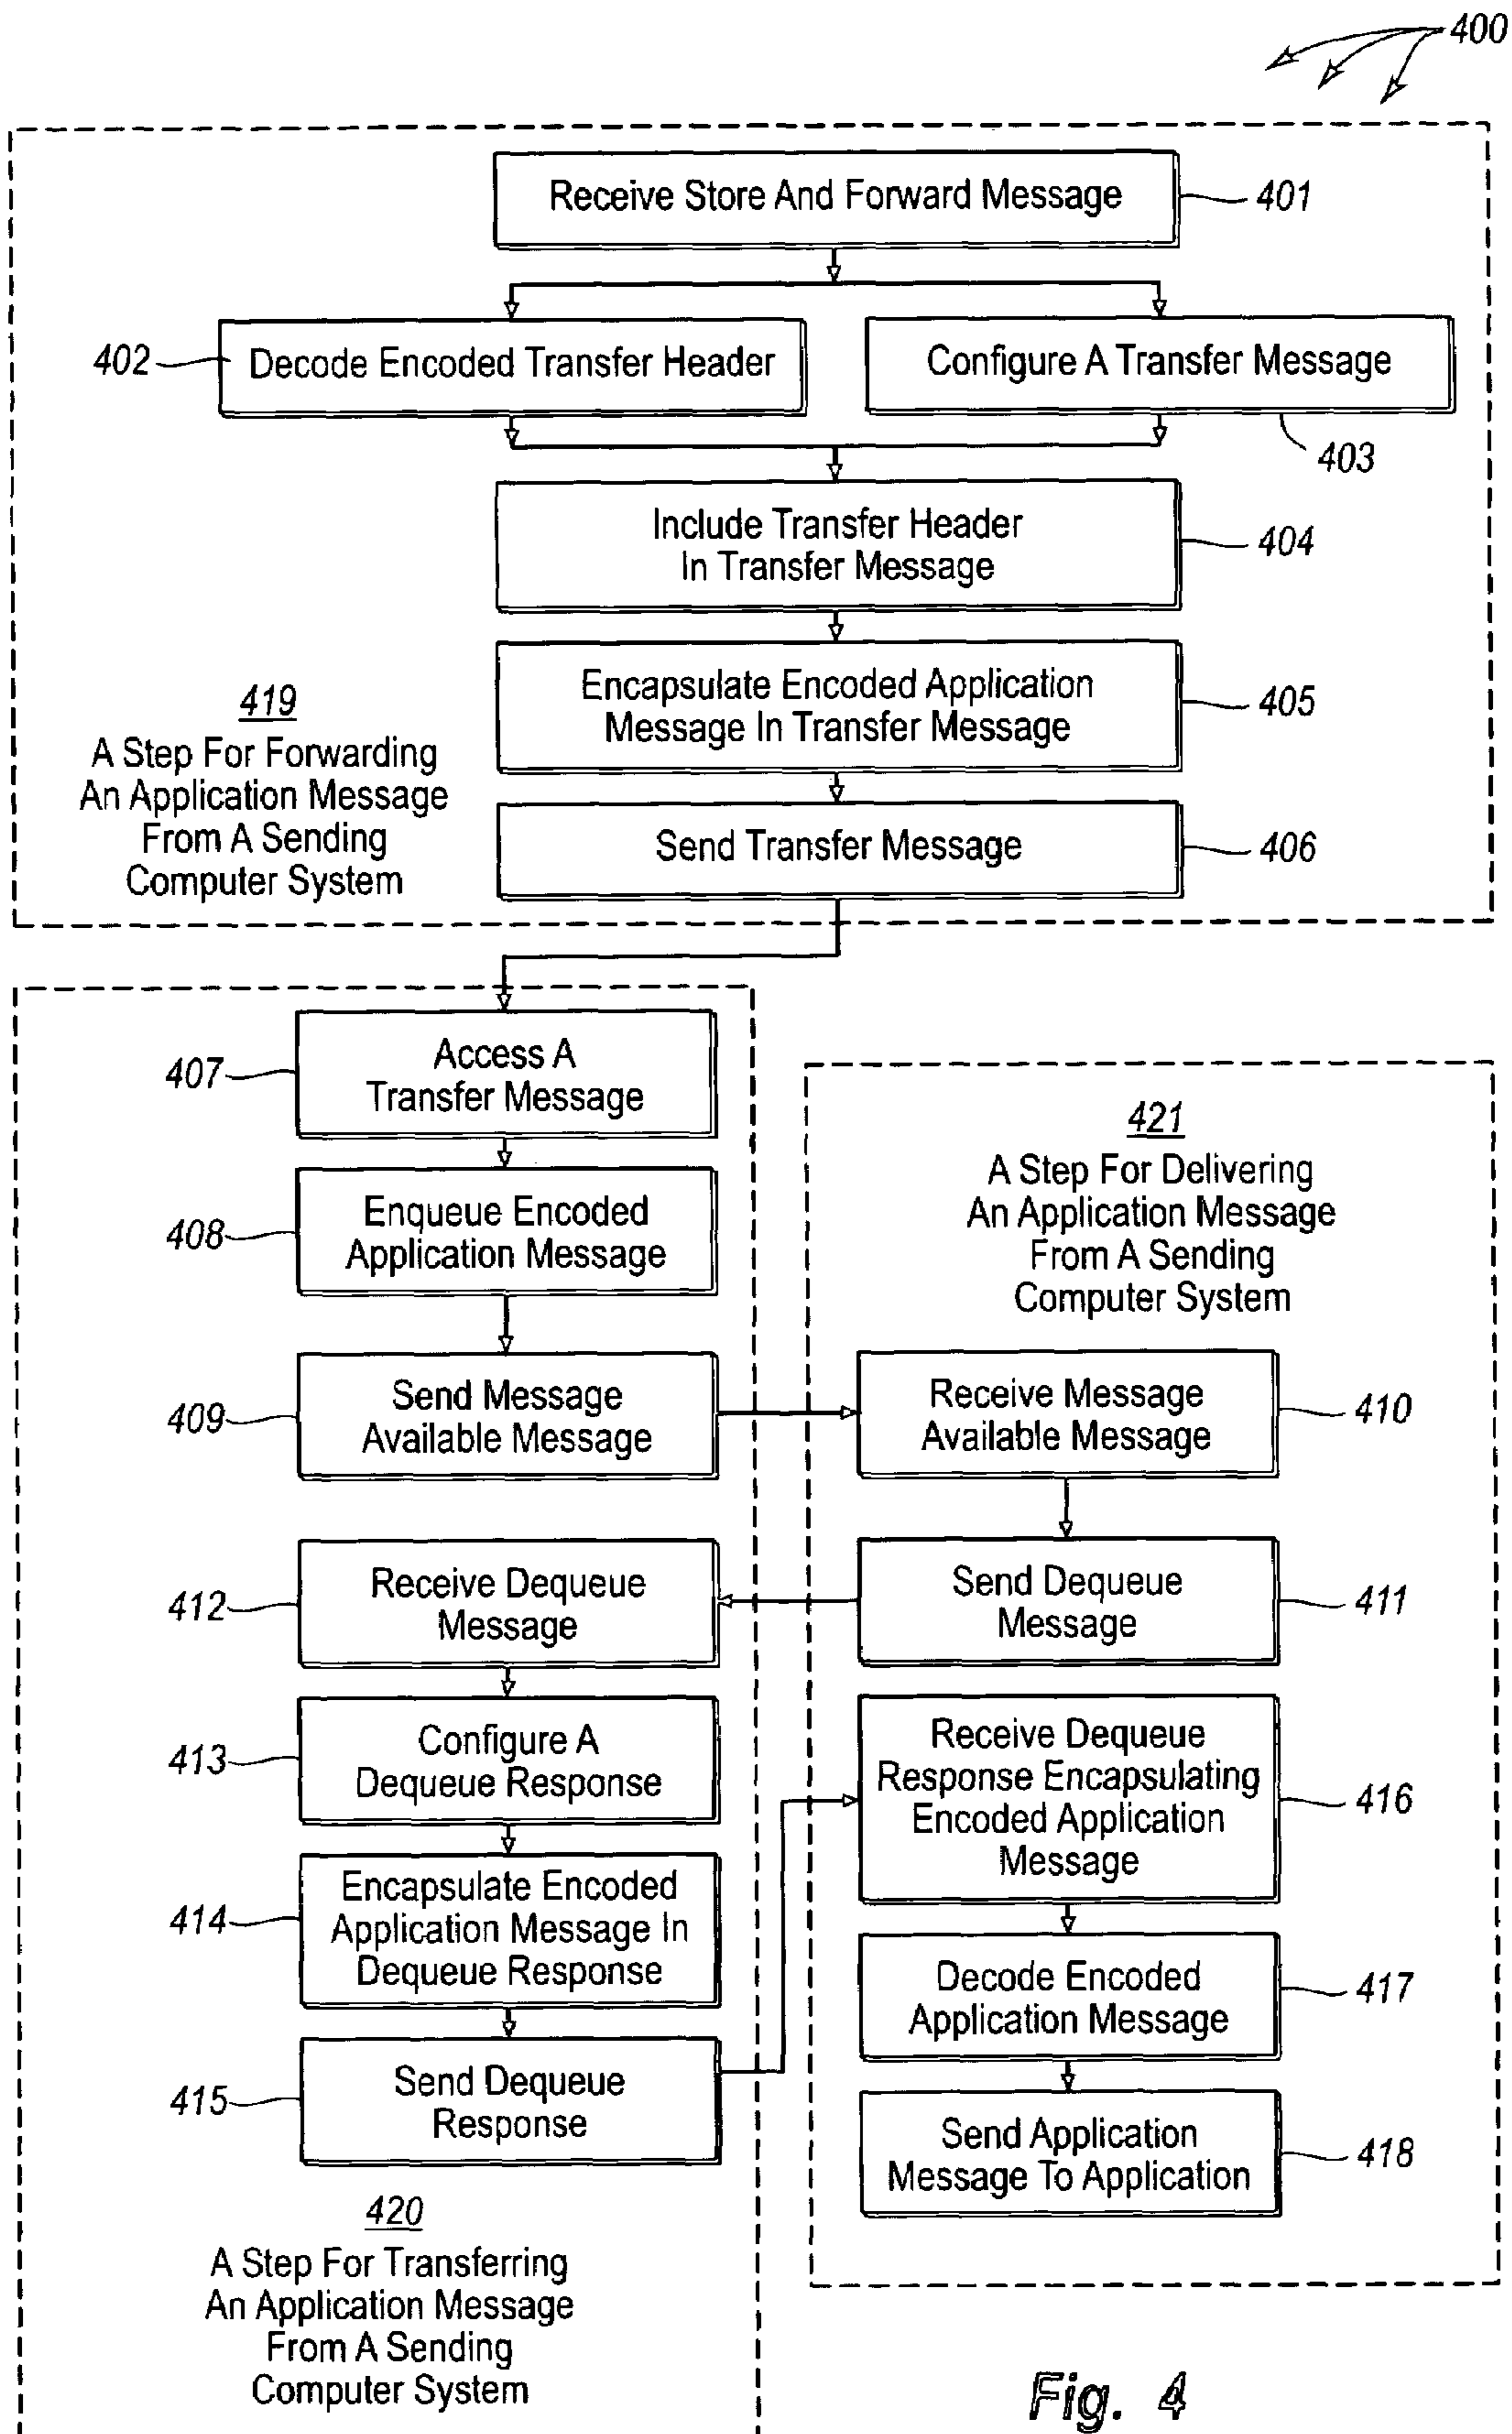 400
Receive Store And Forward Message
401
402
Decode Encoded Transfer Header
Configure A Transfer Message
403
Include Transfer Header
In Transfer Message
404
Encapsulate Encoded Application
Message In Transfer Message
405
419
A Step For Forwarding
An Application Message
From A Sending
Computer System
Send Transfer Message
406
407
Access A
Transfer Message
421
A Step For Delivering
An Application Message
From A Sending
Computer System
408
Enqueue Encoded
Application Message
409
Send Message
Available Message
Receive Message
Available Message
410
412
Receive Dequeue
Message
Send Dequeue
Message
411
413
Configure A
Dequeue Response
Receive Dequeue
Response Encapsulating
Encoded Application
Message
416
414
Encapsulate Encoded
Application Message In
Dequeue Response
Decode Encoded
Application Message
417
415
Send Dequeue
Response
Send Application
Message To Application
418
420
A Step For Transferring
An Application Message
From A Sending
Computer System
Fig. 4